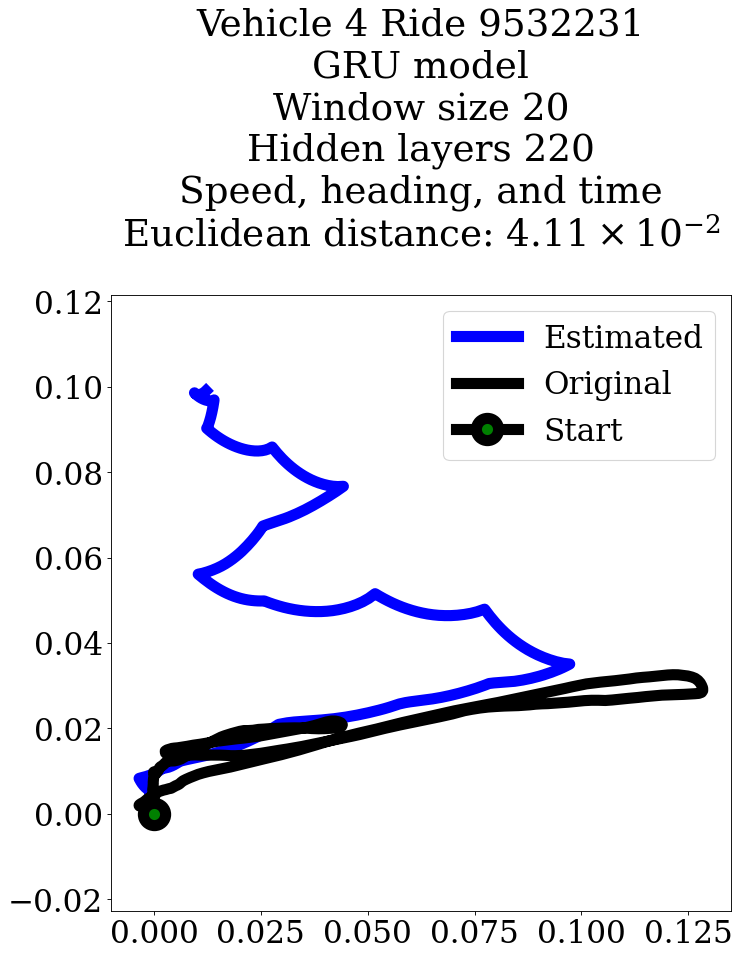 Vehicle 4 Ride 9532231
GRU model
Window size 20
Hidden layers 220
Speed, heading, and time
Euclidean distance: 4.11 × 10⁻²
0.12
0.10
0.08
0.06
0.04
0.02
0.00
−0.02
Estimated
Original
Start
0.000 0.025 0.050 0.075 0.100 0.125